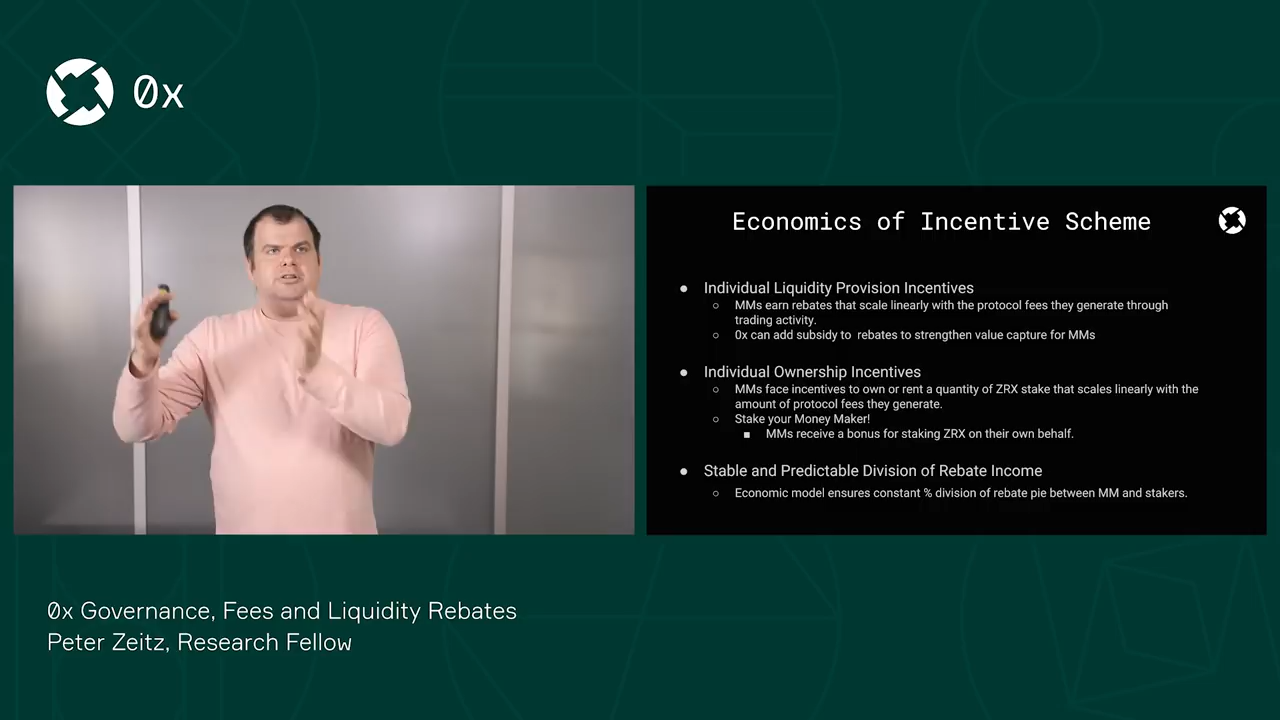 0x
Economics of Incentive Scheme
● Individual Liquidity Provision Incentives
○ MMs earn rebates that scale linearly with the protocol fees they generate through
trading activity.
○ 0x can add subsidy to rebates to strengthen value capture for MMs
● Individual Ownership Incentives
○ MMs face incentives to own or rent a quantity of ZRX stake that scales linearly with the
amount of protocol fees they generate.
○ Stake your Money Maker!
■ MMs receive a bonus for staking ZRX on their own behalf.
● Stable and Predictable Division of Rebate Income
○ Economic model ensures constant % division of rebate pie between MM and stakers.
0x Governance, Fees and Liquidity Rebates
Peter Zeitz, Research Fellow